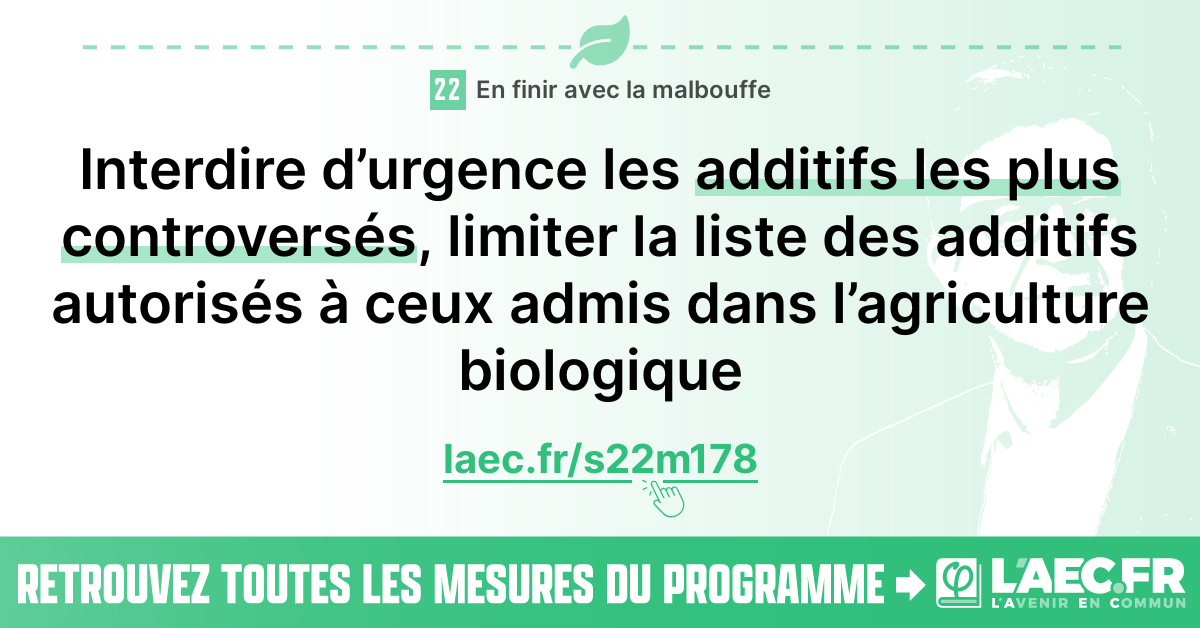 22 En finir avec la malbouffe
Interdire d’urgence les additifs les plus
controversés, limiter la liste des additifs
autorisés à ceux admis dans l’agriculture
biologique
laec.fr/s22m178
RETROUVEZ TOUTES LES MESURES DU PROGRAMME
φ L'AEC.FR
L'AVENIR EN COMMUN